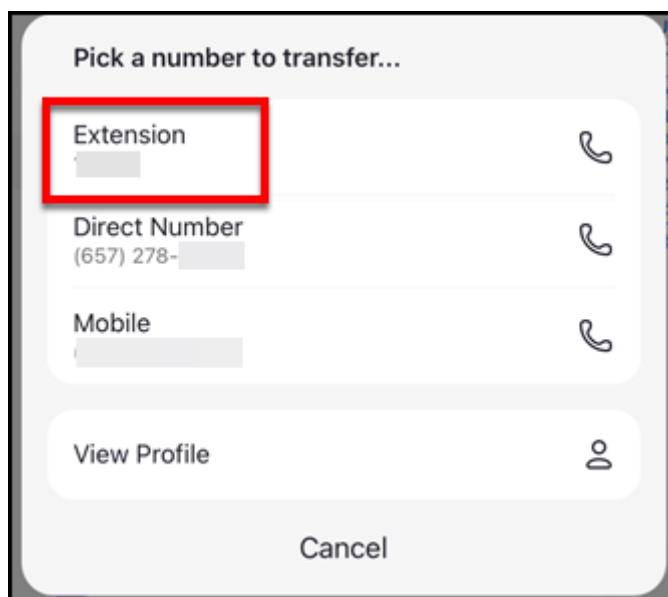 Pick a number to transfer...
Extension
Direct Number
(657) 278-
Mobile
View Profile
Cancel